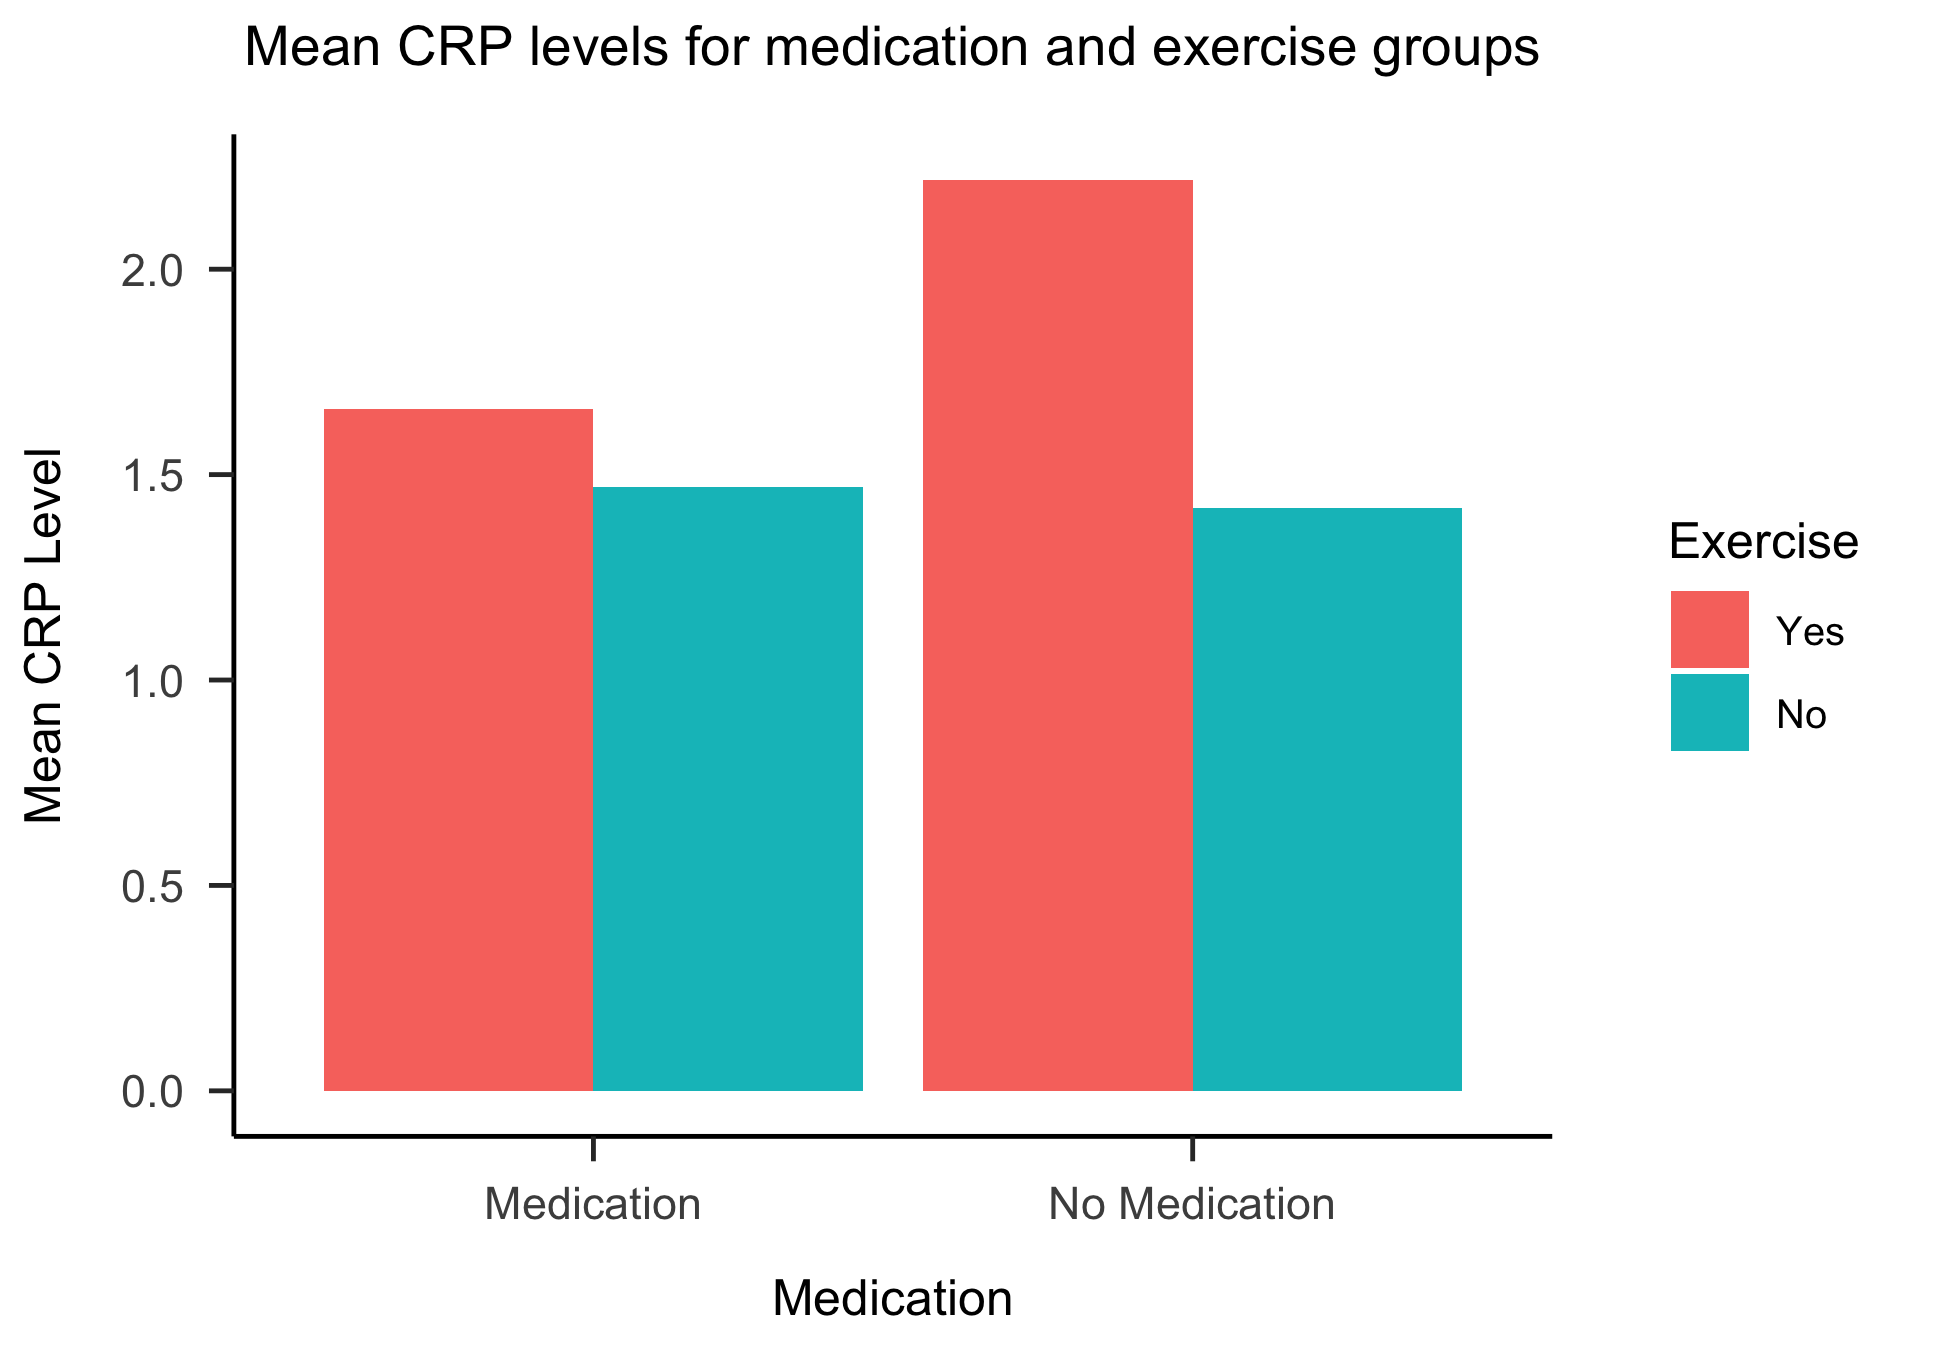 Mean CRP levels for medication and exercise groups
Mean CRP Level
2.0
1.5
1.0
0.5
0.0
Medication
No Medication
Medication
Exercise
Yes
No